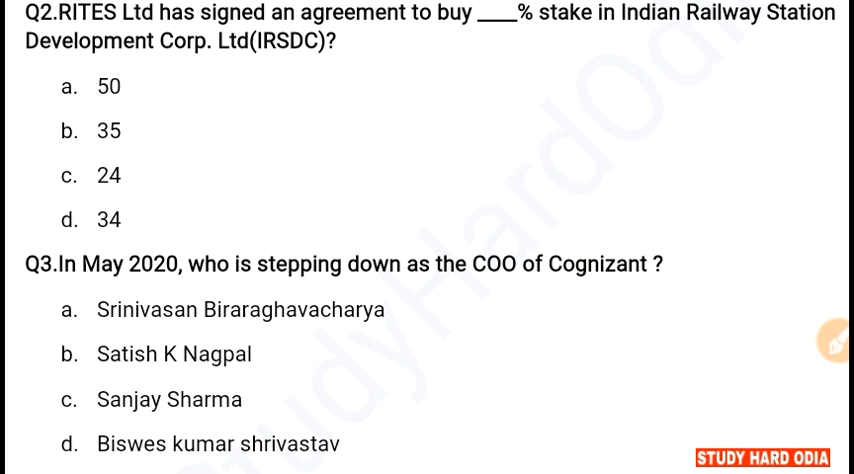 Q2.RITES Ltd has signed an agreement to buy ____% stake in Indian Railway Station
Development Corp. Ltd(IRSDC)?
a. 50
b. 35
c. 24
d. 34
Q3.In May 2020, who is stepping down as the COO of Cognizant ?
a. Srinivasan Biraraghavacharya
b. Satish K Nagpal
c. Sanjay Sharma
d. Biswes kumar shrivastav
STUDY HARD ODIA